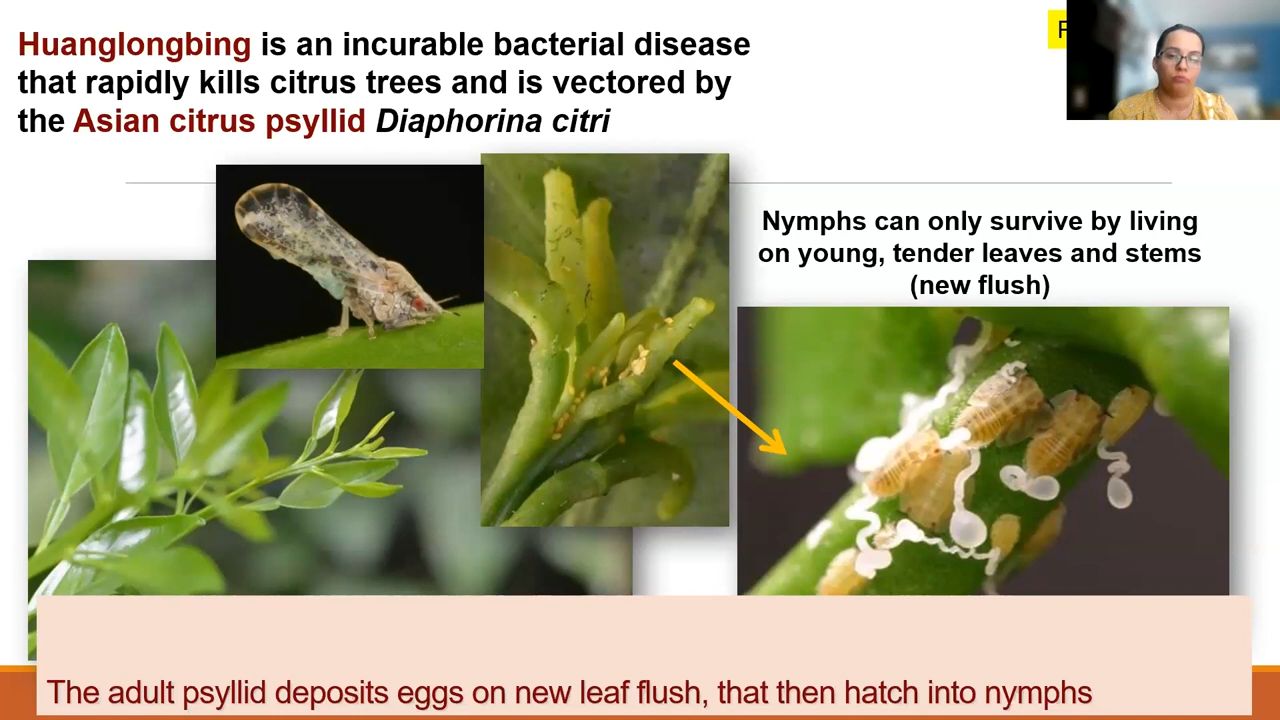 Huanglongbing is an incurable bacterial disease
that rapidly kills citrus trees and is vectored by
the Asian citrus psyllid Diaphorina citri
Nymphs can only survive by living
on young, tender leaves and stems
(new flush)
The adult psyllid deposits eggs on new leaf flush, that then hatch into nymphs